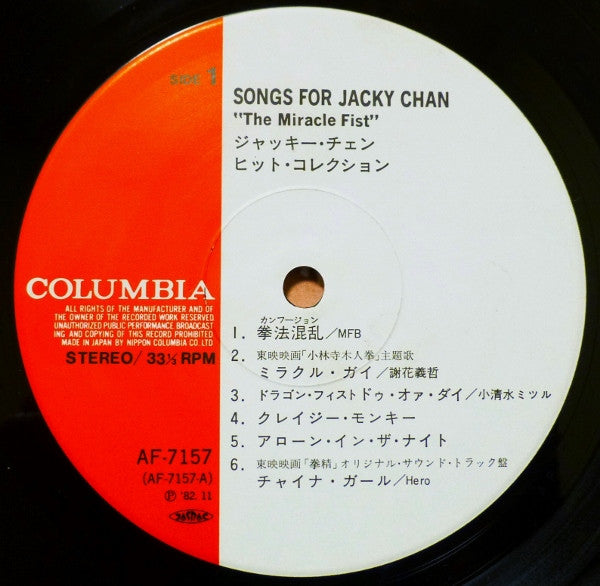 SIDE 1
SONGS FOR JACKY CHAN
"The Miracle Fist"
ジャッキー・チェン
ヒット・コレクション
COLUMBIA
ALL RIGHTS OF THE MANUFACTURER AND OF
THE OWNER OF THE RECORDED WORK RESERVED
UNAUTHORIZED PUBLIC PERFORMANCE BROADCAST
ING AND COPYING OF THIS RECORD PROHIBITED
MADE IN JAPAN BY NIPPON COLUMBIA CO. LTD
STEREO / 33⅓ RPM
AF-7157
(AF-7157-A)
Ⓟ '82. 11
JASRAC
カンフージョン
1. 拳法混乱/MFB
2. 東映映画「小林寺木人拳」主題歌
ミラクル・ガイ/謝花義哲
3. ドラゴン・フィストドゥ・オァ・ダイ/小清水ミツル
4. クレイジー・モンキー
5. アローン・イン・ザ・ナイト
6. 東映映画「拳精」オリジナル・サウンド・トラック盤
チャイナ・ガール/Hero